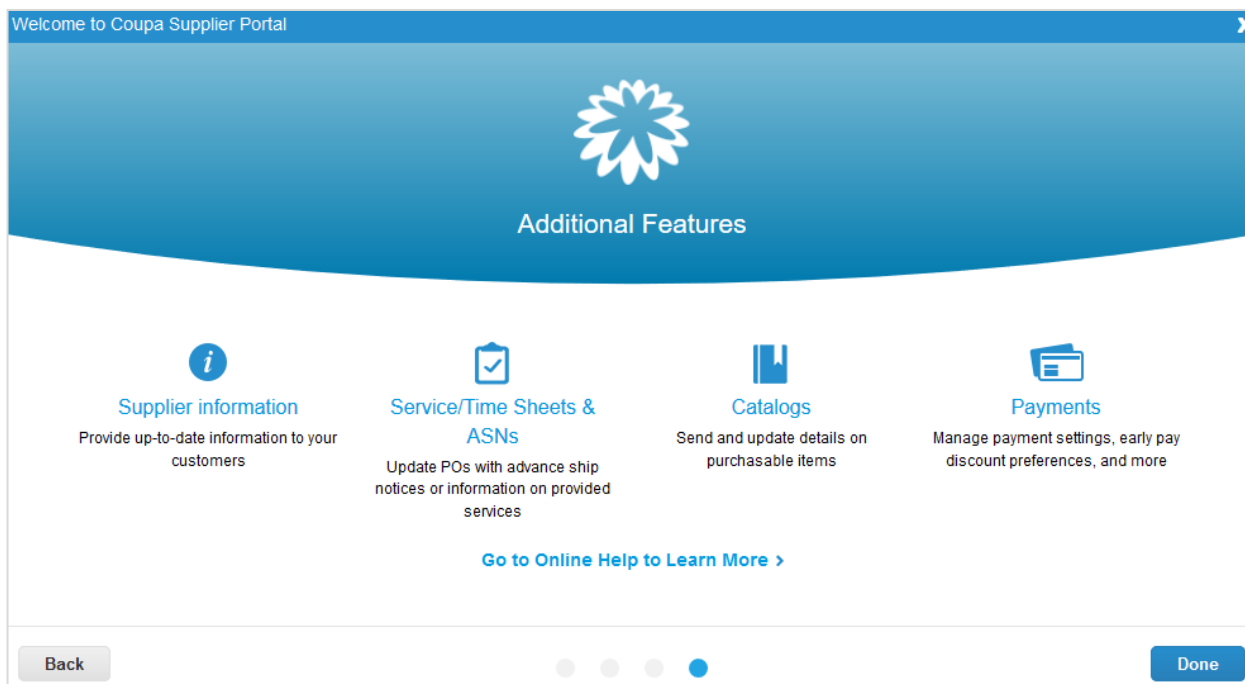 Welcome to Coupa Supplier Portal
Additional Features
Supplier information
Provide up-to-date information to your
customers
Service/Time Sheets &
ASNs
Update POs with advance ship
notices or information on provided
services
Catalogs
Send and update details on
purchasable items
Payments
Manage payment settings, early pay
discount preferences, and more
Go to Online Help to Learn More >
Back
Done